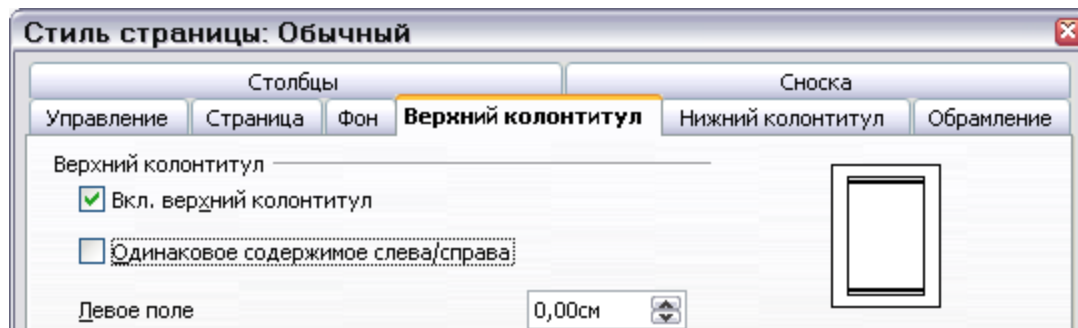 Стиль страницы: Обычный
Столбцы Сноска
Управление Страница Фон Верхний колонтитул Нижний колонтитул Обрамление
Верхний колонтитул
Вкл. верхний колонтитул
Одинаковое содержимое слева/справа
Левое поле 0,00см